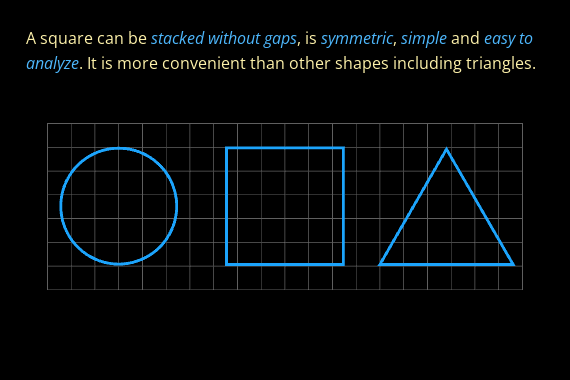 A square can be stacked without gaps, is symmetric, simple and easy to
analyze. It is more convenient than other shapes including triangles.